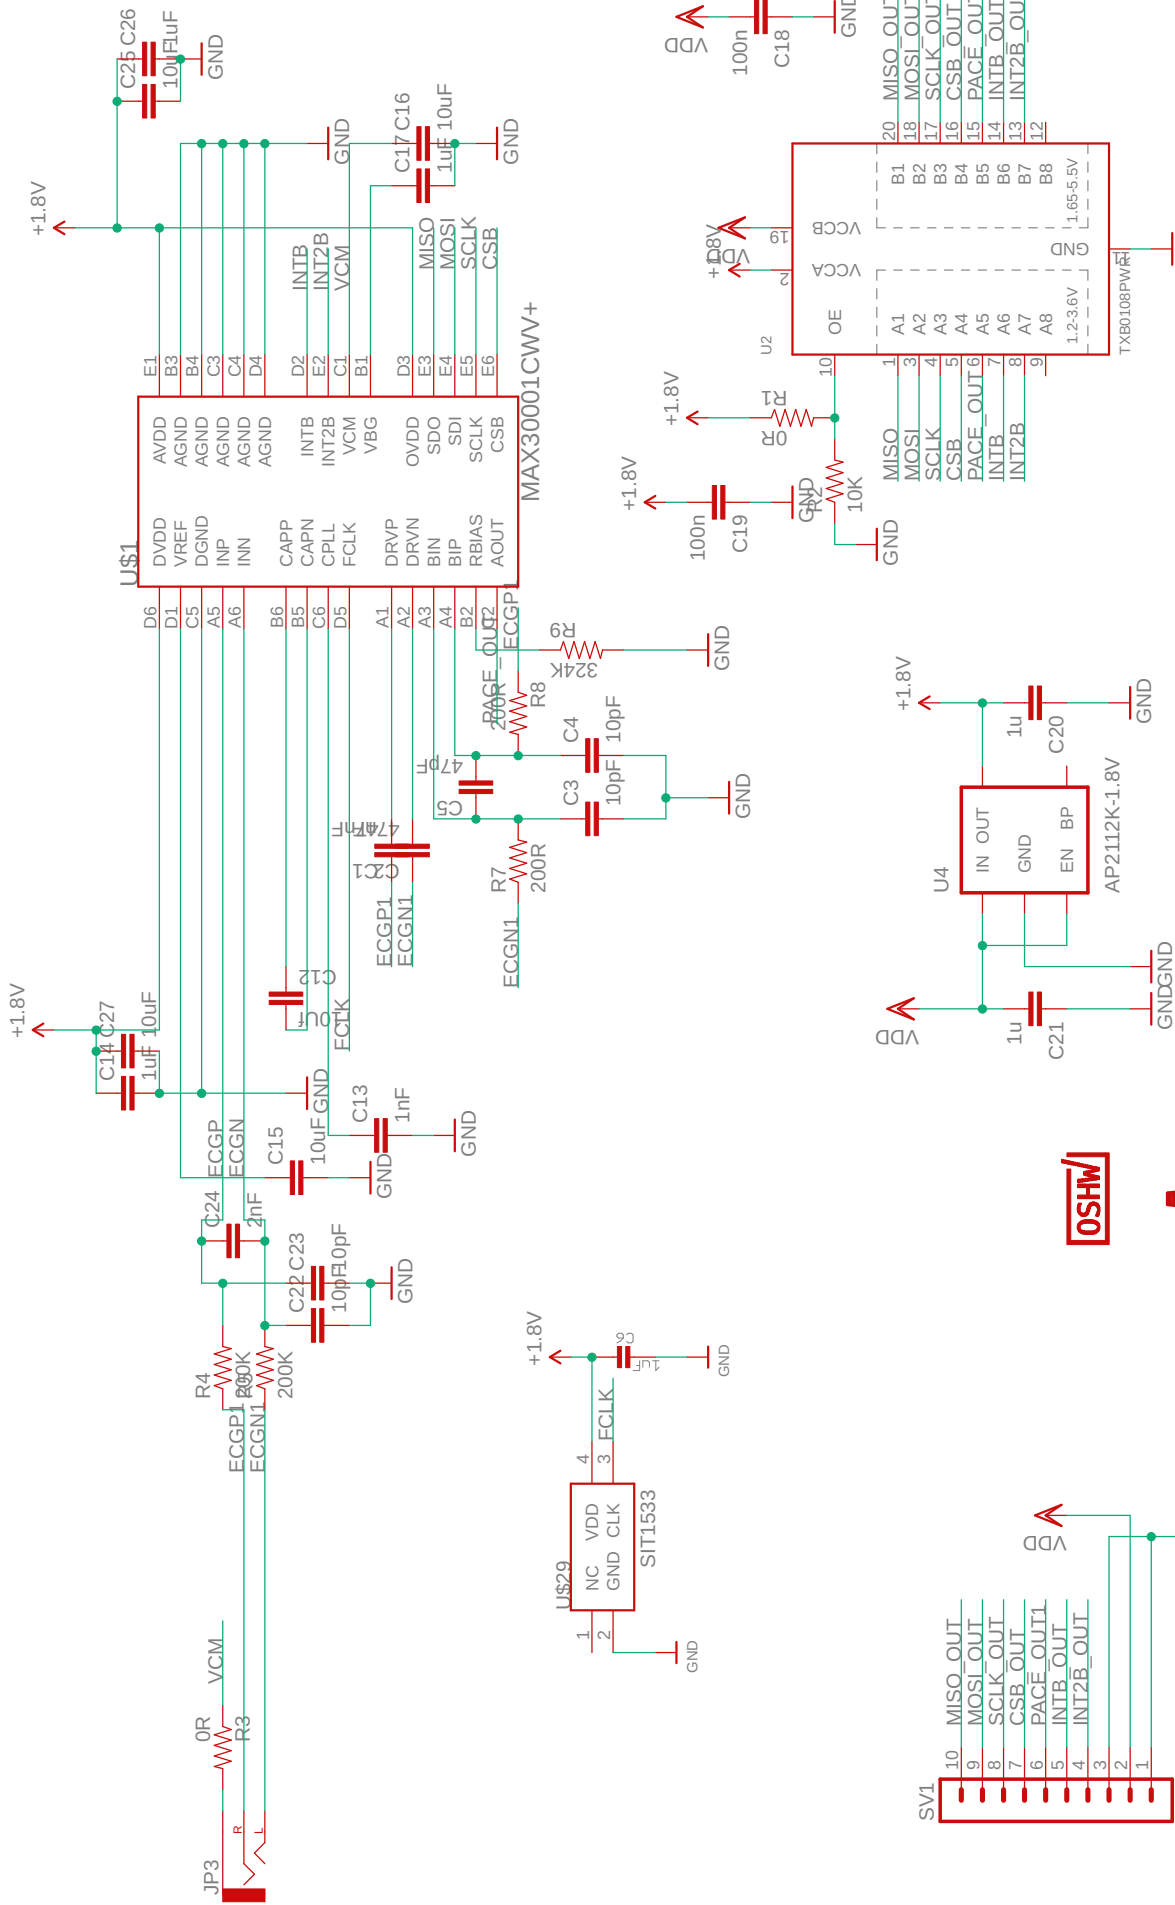 C25 C26
10uF 1uF
GND
+1.8V
GND
C17 C16
1uF 10uF
GND
INTB
INT2B
VCM
MISO
MOSI
SCLK
CSB
E1
B3
B4
C3
C4
D4
D2
E2
C1
B1
D3
E3
E4
E5
E6
AVDD
AGND
AGND
AGND
AGND
AGND
INTB
INT2B
VCM
VBG
OVDD
SDO
SDI
SCLK
CSB
MAX30001CWV+
U$1
DVDD
VREF
DGND
INP
INN
CAPP
CAPN
CPLL
FCLK
DRVP
DRVN
BIN
BIP
RBIAS
AOUT
D6
D1
C5
A5
A6
B6
B5
C6
D5
A1
A2
A3
A4
B2
C2
PACE_OUT
ECGP1
R9
324K
GND
200R
R8
C4
10pF
47pF
C5
C3
10pF
GND
47nF
47nF
C1
C2
R7
200R
ECGP1
ECGN1
ECGN1
C12
10uF
FCLK
+1.8V
C14 C27
1uF 10uF
GND
C13
1nF
GND
ECGP
ECGN
C15
10uF
GND
C24
2nF
C22 C23
10pF 10pF
GND
R4
200K
R5
200K
ECGP1
ECGN1
VCM
0R
R3
JP3
R
L
+1.8V
C6
1uF
GND
FCLK
4
3
VDD
CLK
NC
GND
U$29
SIT1533
1
2
GND
VDD
100n
C18
GND
MISO_OUT
MOSI_OUT
SCLK_OUT
CSB_OUT
PACE_OUT
INTB_OUT
INT2B_OUT
20
18
17
16
15
14
13
12
B1
B2
B3
B4
B5
B6
B7
B8
1.65-5.5V
VDD
19
VCCB
+1.8V
2
VCCA
GND
11
OE
A1
A2
A3
A4
A5
A6
A7
A8
1.2-3.6V
U2
TXB0108PWR
10
1
3
4
5
6
7
8
9
MISO
MOSI
SCLK
CSB
PACE_OUT
INTB
INT2B
+1.8V
R1
0R
R2
10K
GND
+1.8V
100n
C19
GND
+1.8V
1u
C20
GND
U4
IN
OUT
GND
EN
BP
AP2112K-1.8V
GND
VDD
1u
C21
GND
OSHW
VDD
MISO_OUT
MOSI_OUT
SCLK_OUT
CSB_OUT
PACE_OUT1
INTB_OUT
INT2B_OUT
10
9
8
7
6
5
4
3
2
1
SV1